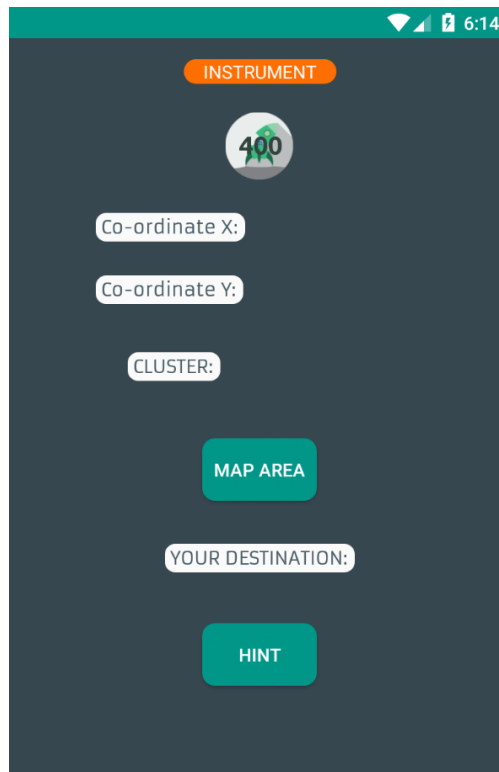 6:14
INSTRUMENT
400
Co-ordinate X:
Co-ordinate Y:
CLUSTER:
MAP AREA
YOUR DESTINATION:
HINT